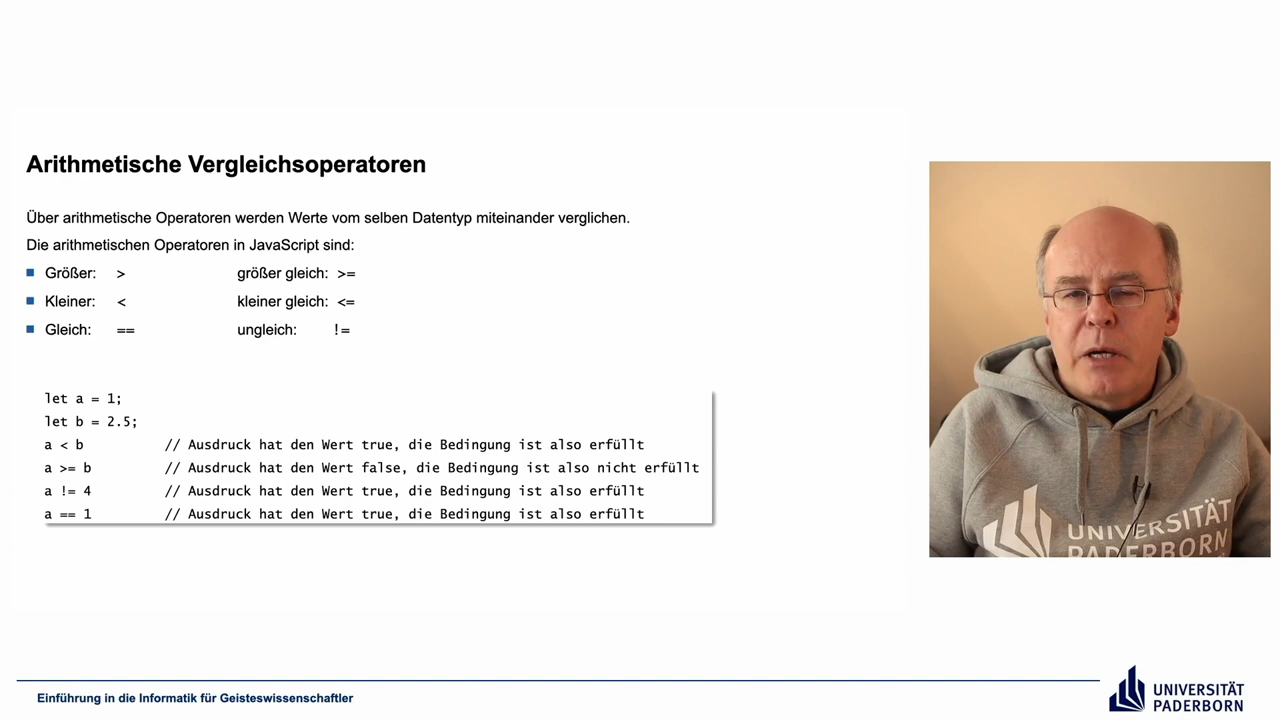 Arithmetische Vergleichsoperatoren
Über arithmetische Operatoren werden Werte vom selben Datentyp miteinander verglichen.
Die arithmetischen Operatoren in JavaScript sind:
Größer: > größer gleich: >=
Kleiner: < kleiner gleich: <=
Gleich: == ungleich: !=
let a = 1;
let b = 2.5;
a < b // Ausdruck hat den Wert true, die Bedingung ist also erfüllt
a >= b // Ausdruck hat den Wert false, die Bedingung ist also nicht erfüllt
a != 4 // Ausdruck hat den Wert true, die Bedingung ist also erfüllt
a == 1 // Ausdruck hat den Wert true, die Bedingung ist also erfüllt
UNIVERSITÄT
PADERBORN
Einführung in die Informatik für Geisteswissenschaftler
UNIVERSITÄT
PADERBORN